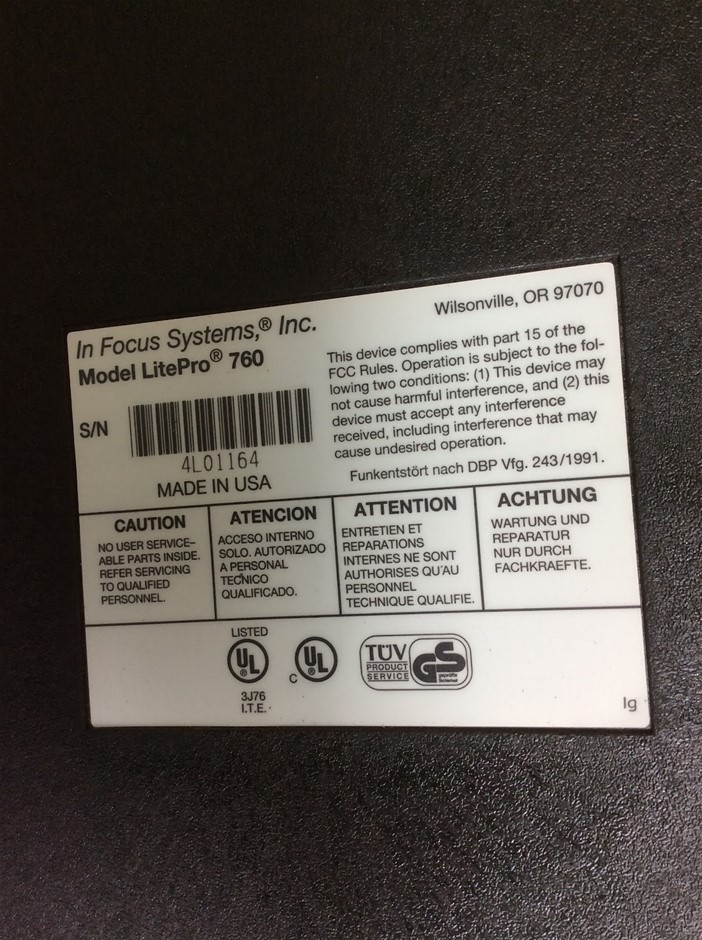 In Focus Systems,® Inc.
Model LitePro® 760
S/N
4L01164
MADE IN USA
Wilsonville, OR 97070
This device complies with part 15 of the
FCC Rules. Operation is subject to the fol-
lowing two conditions: (1) This device may
not cause harmful interference, and (2) this
device must accept any interference
received, including interference that may
cause undesired operation.
Funkentstört nach DBP Vfg. 243/1991.
CAUTION
NO USER SERVICE-
ABLE PARTS INSIDE.
REFER SERVICING
TO QUALIFIED
PERSONNEL.
ATENCION
ACCESO INTERNO
SOLO. AUTORIZADO
A PERSONAL
TECNICO
QUALIFICADO.
ATTENTION
ENTRETIEN ET
REPARATIONS
INTERNES NE SONT
AUTHORISES QU'AU
PERSONNEL
TECHNIQUE QUALIFIE.
ACHTUNG
WARTUNG UND
REPARATUR
NUR DURCH
FACHKRAEFTE.
LISTED
UL®
3J76
I.T.E.
C UL®
TÜV
PRODUCT
SERVICE
GS
geprüfte
Sicherheit
lg